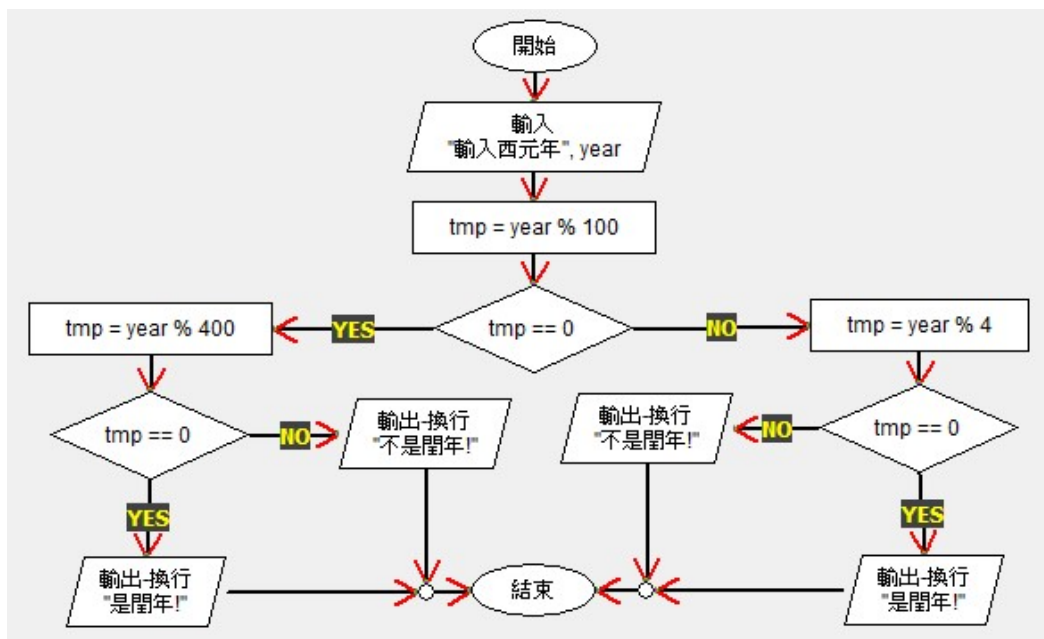 開始
輸入
"輸入西元年", year
tmp = year % 100
tmp == 0
YES
NO
tmp = year % 400
tmp = year % 4
tmp == 0
NO
輸出-換行
"不是閏年!"
輸出-換行
"不是閏年!"
NO
tmp == 0
YES
YES
輸出-換行
"是閏年!"
結束
輸出-換行
"是閏年!"